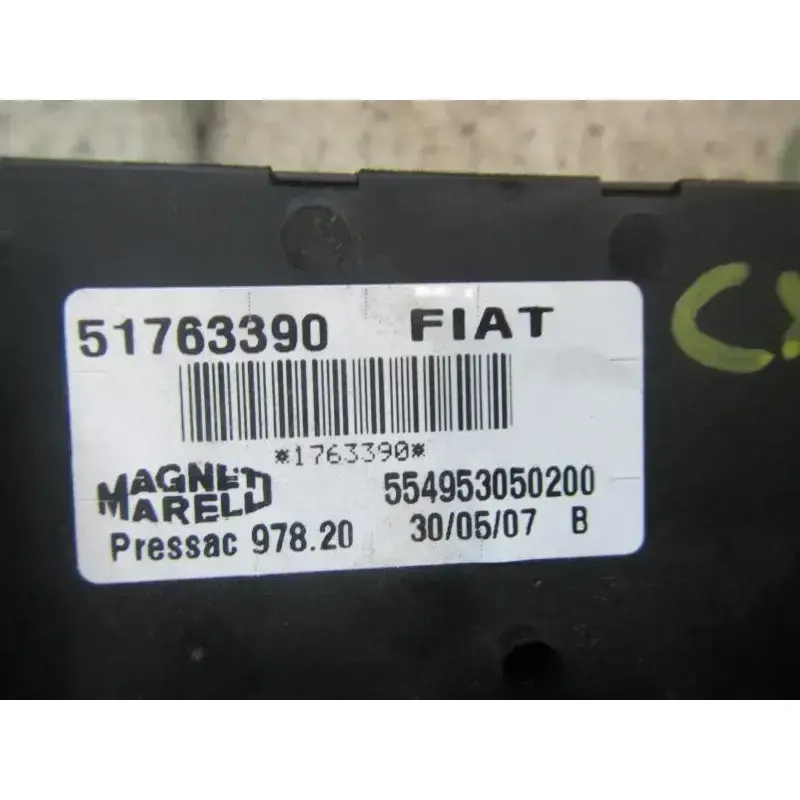 51763390 FIAT
*1763390*
MAGNETI MARELLI
554953050200
Pressac 978.20 30/05/07 B